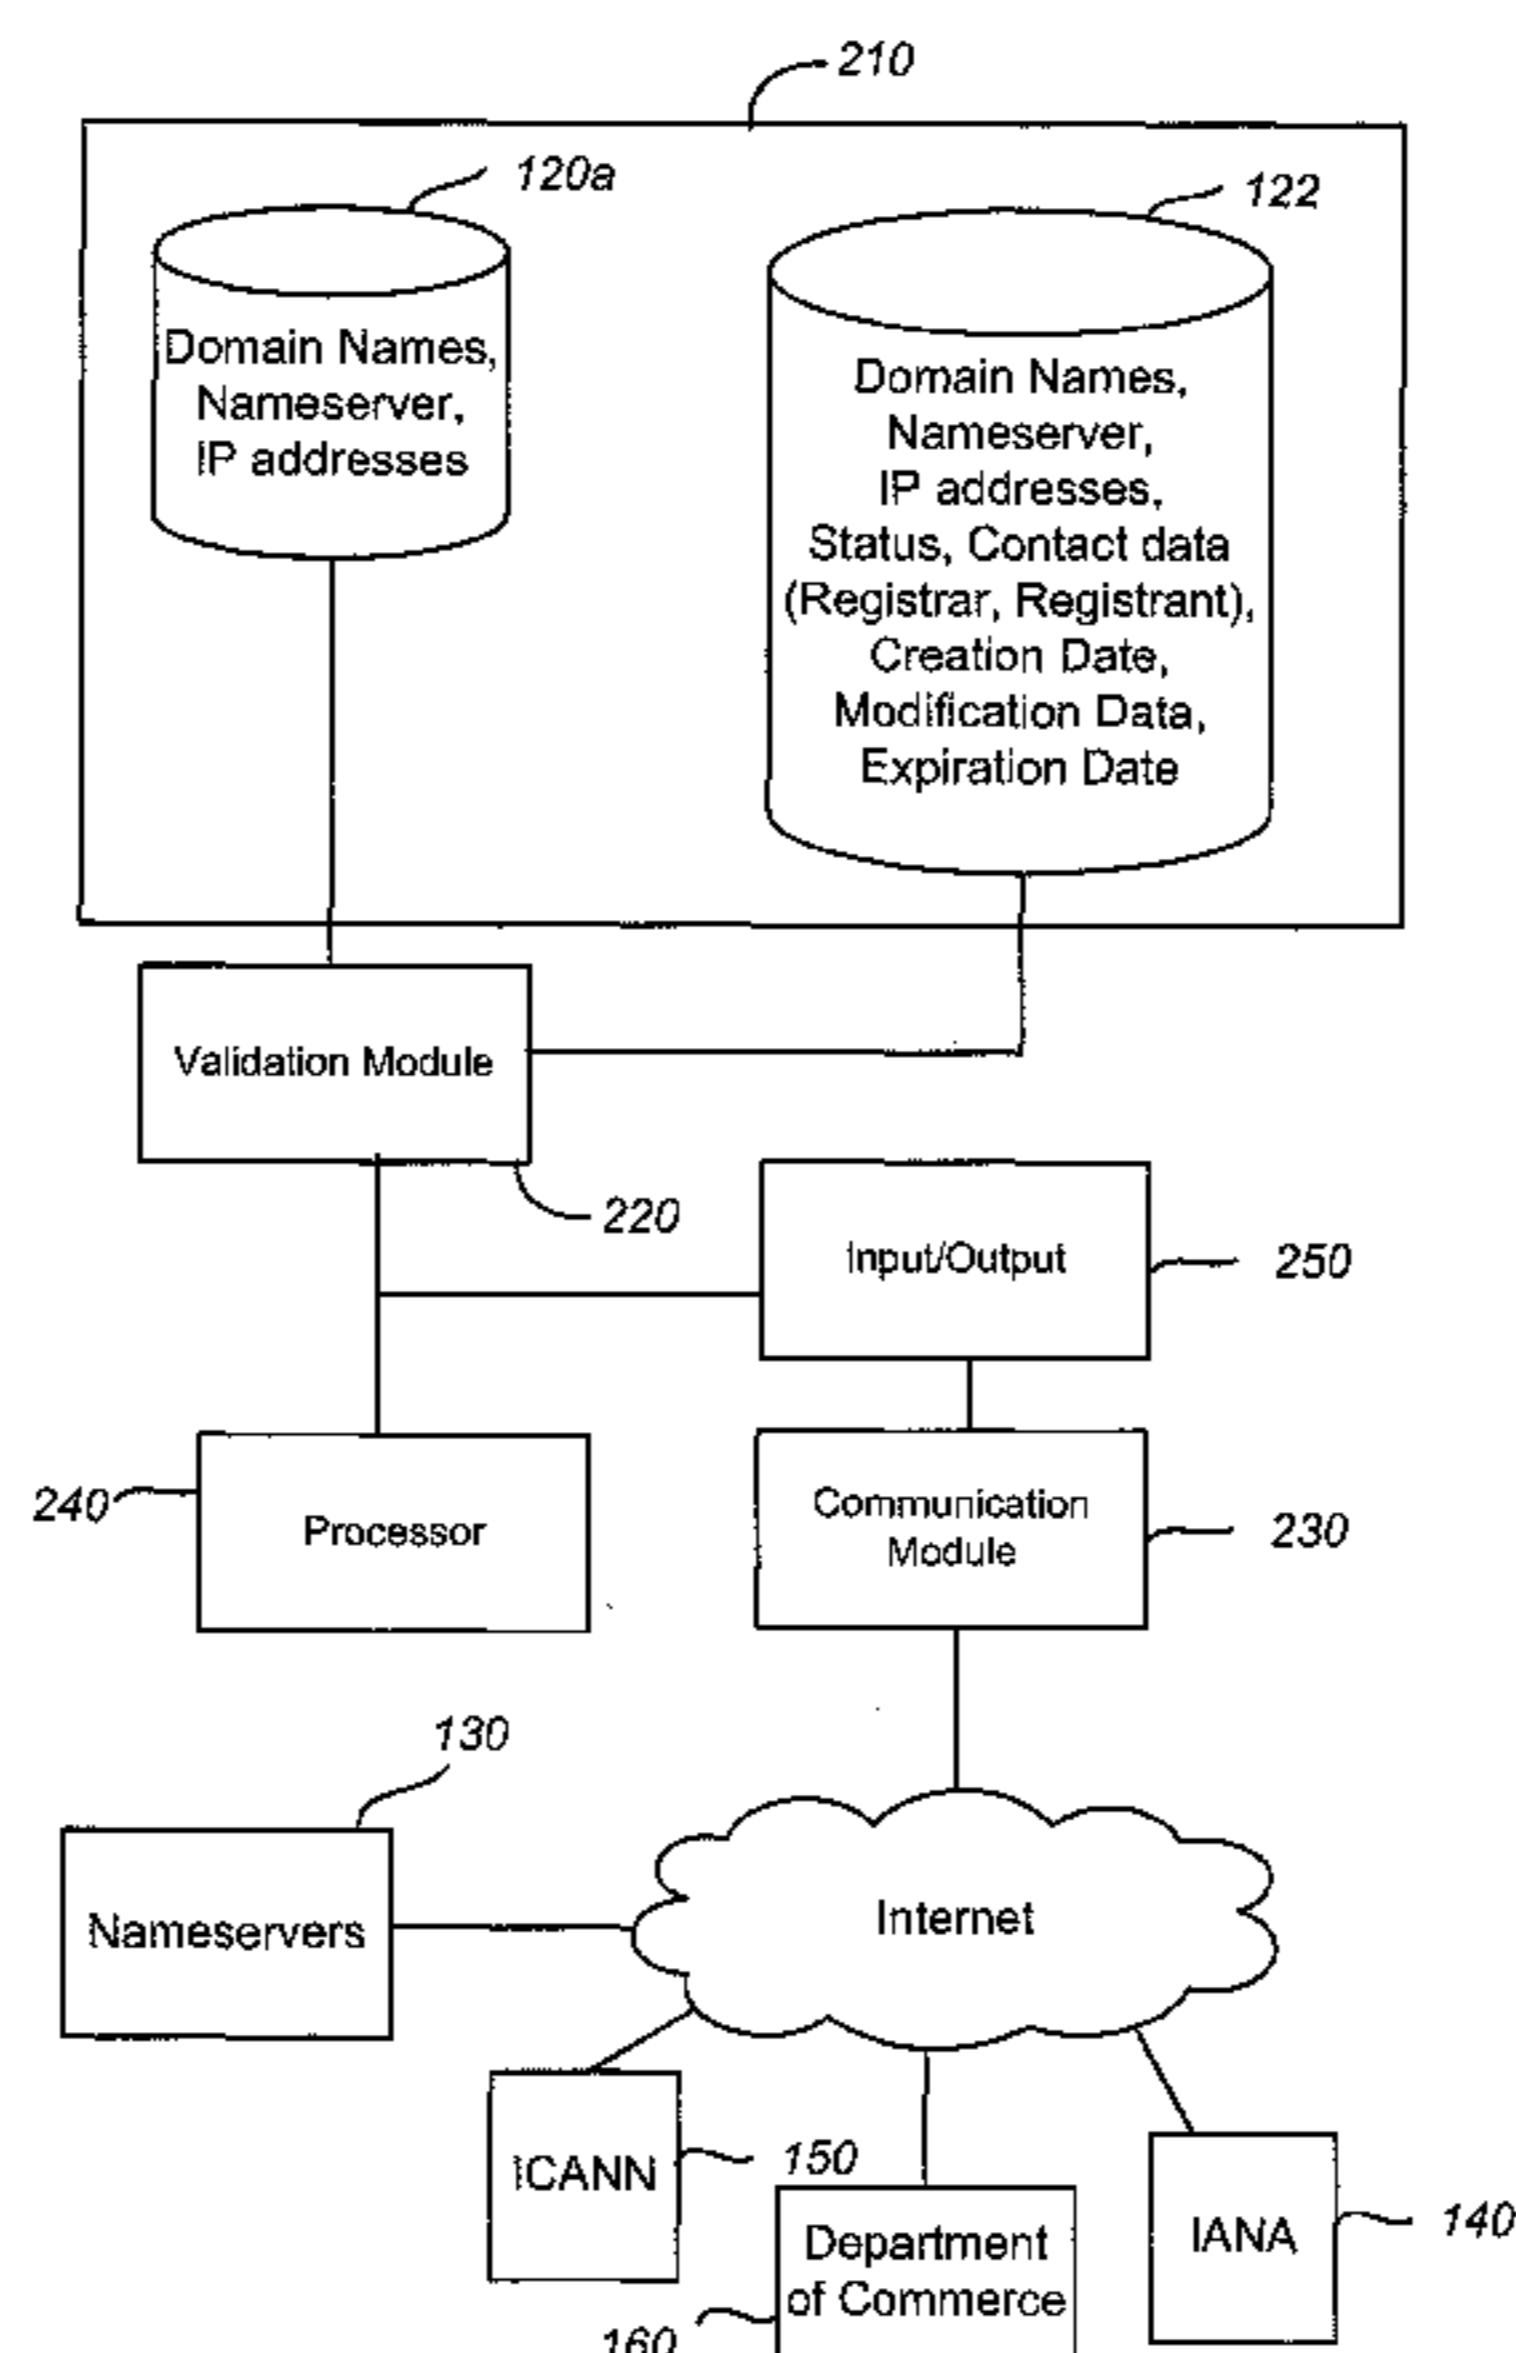 210
120a
122
Domain Names,
Nameserver,
IP addresses
Domain Names,
Nameserver,
IP addresses,
Status, Contact data
(Registrar, Registrant),
Creation Date,
Modification Data,
Expiration Date
Validation Module
220
Input/Output
250
240
Processor
Communication
Module
230
130
Nameservers
Internet
ICANN
150
Department
of Commerce
160
IANA
140